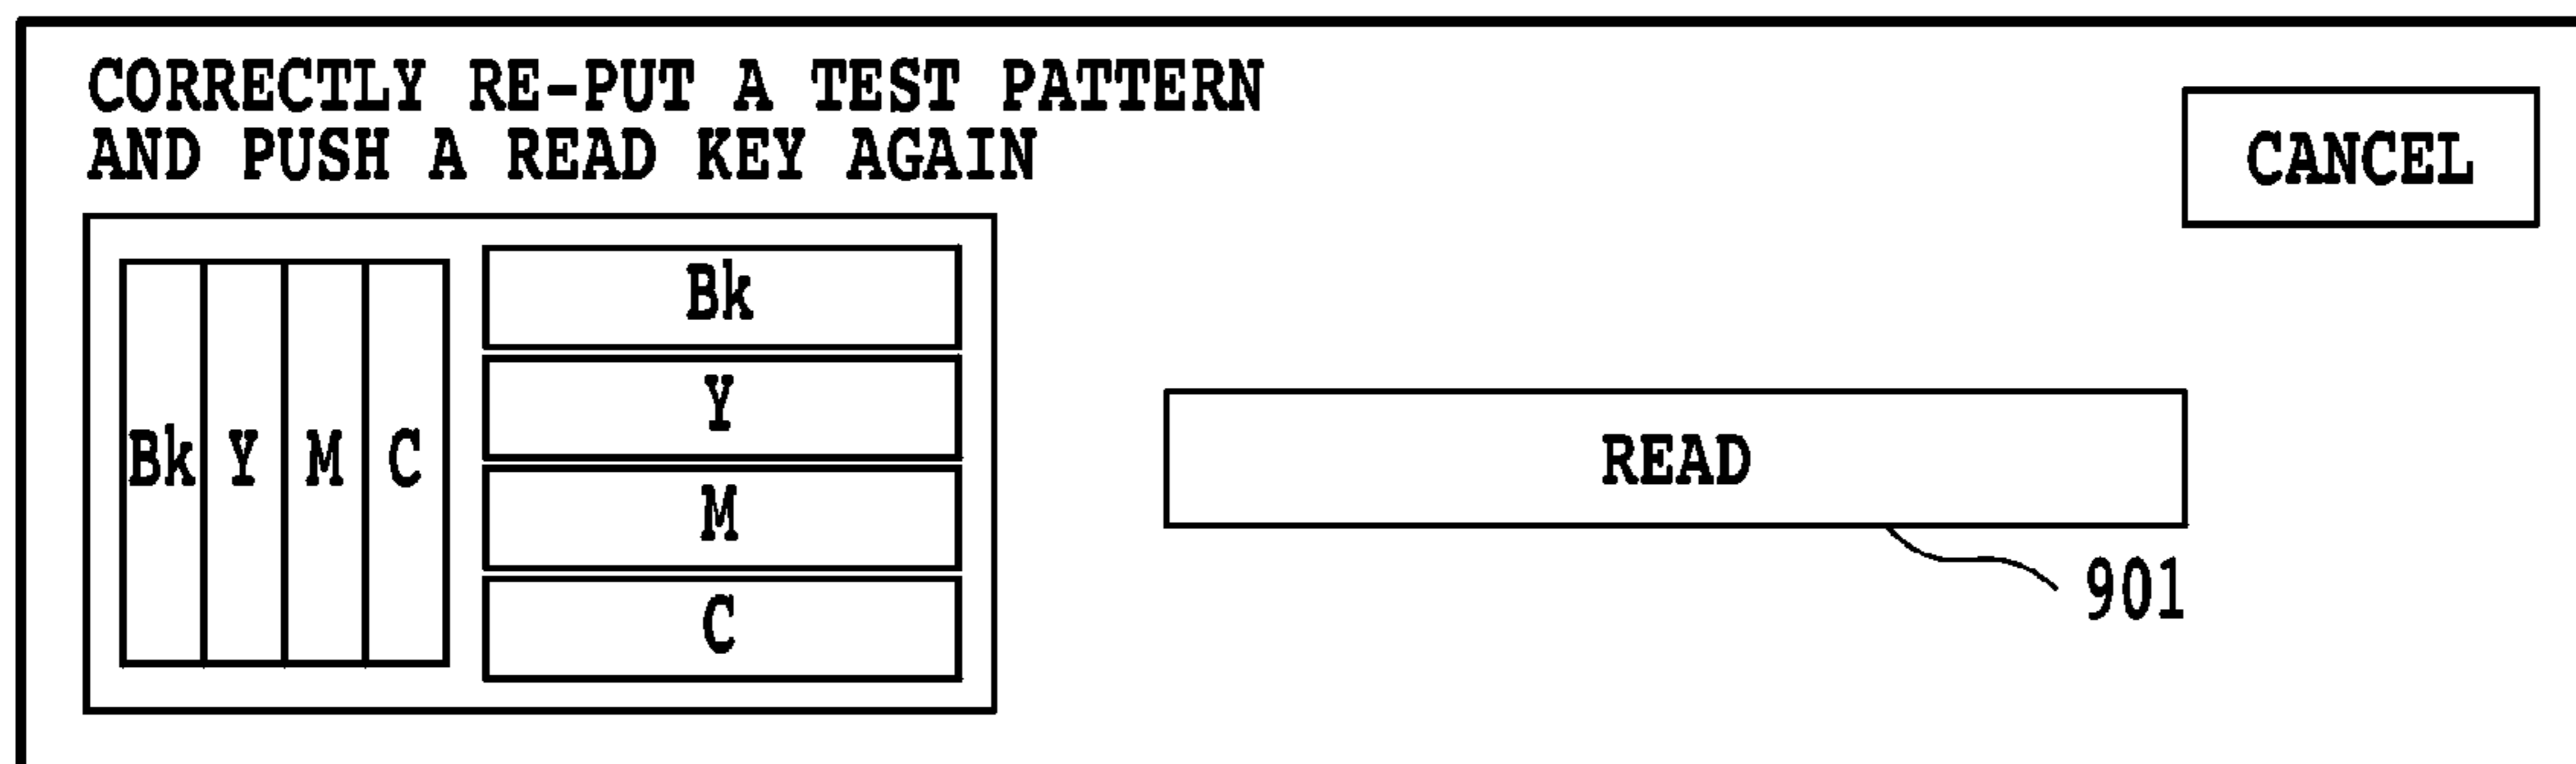 CORRECTLY RE-PUT A TEST PATTERN
AND PUSH A READ KEY AGAIN
CANCEL
Bk Y M C
Bk
Y
M
C
READ
901